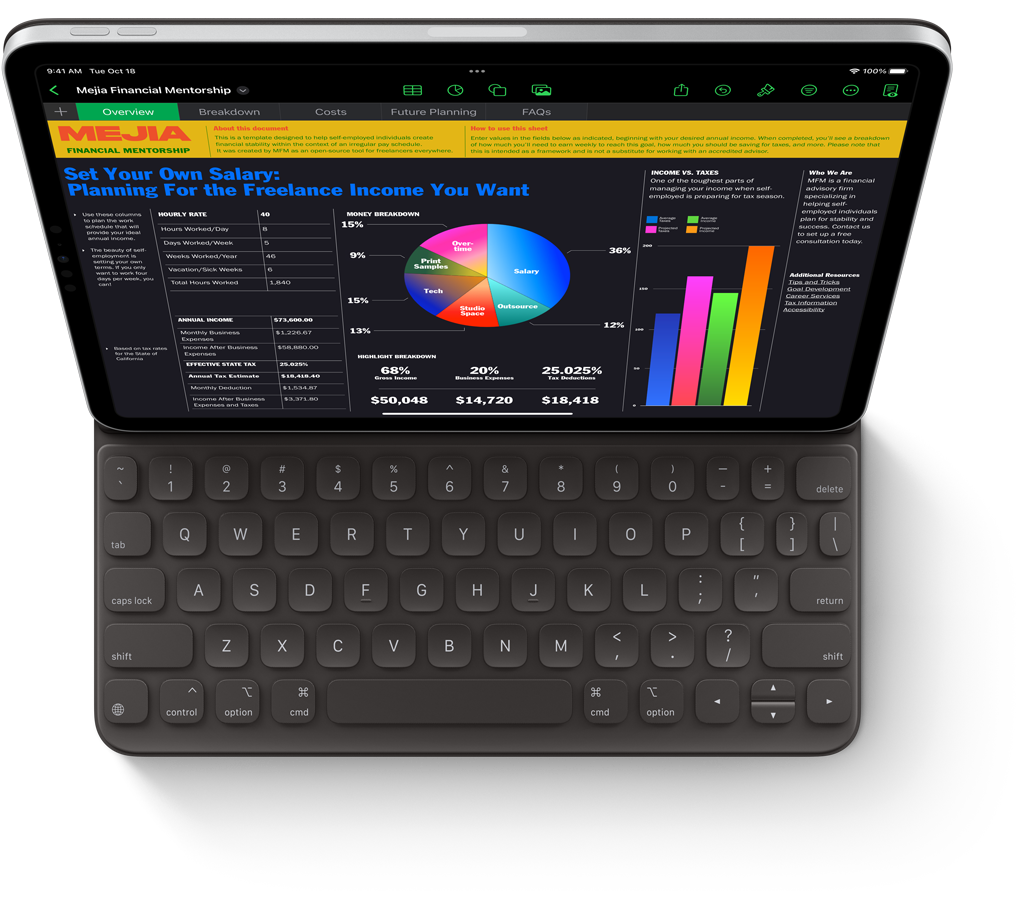 9:41 AM Tue Oct 18
100%
Mejia Financial Mentorship
Overview
Breakdown
Costs
Future Planning
FAQs
MEJIA
FINANCIAL MENTORSHIP
About this document
This is a template designed to help self-employed individuals create
financial stability within the context of an irregular pay schedule.
It was created by MFM as an open-source tool for freelancers everywhere.
How to use this sheet
Enter values in the fields below as indicated, beginning with your desired annual income. When completed, you'll see a breakdown
of how much you'll need to earn weekly to reach this goal, how much you should be saving for taxes, and more. Please note that
this is intended as a framework and is not a substitute for working with an accredited advisor.
Set Your Own Salary:
Planning For the Freelance Income You Want
• Use these columns
to plan the work
schedule that will
provide your ideal
annual income.
• The beauty of self-
employment is
setting your own
terms. If you only
want to work four
days per week, you
can!
• Based on tax rates
for the State of
California
HOURLY RATE 40
Hours Worked/Day 8
Days Worked/Week 5
Weeks Worked/Year 46
Vacation/Sick Weeks 6
Total Hours Worked 1,840
ANNUAL INCOME $73,600.00
Monthly Business
Expenses $1,226.67
Income After Business
Expenses $58,880.00
EFFECTIVE STATE TAX 25.025%
Annual Tax Estimate $18,418.40
Monthly Deduction $1,534.87
Income After Business
Expenses and Taxes $3,371.80
MONEY BREAKDOWN
15%
9%
15%
13%
36%
12%
Over-
time
Print
Samples
Tech
Studio
Space
Outsource
Salary
HIGHLIGHT BREAKDOWN
68%
Gross Income
20%
Business Expenses
25.025%
Tax Deductions
$50,048
$14,720
$18,418
INCOME VS. TAXES
One of the toughest parts of
managing your income when self-
employed is preparing for tax season.
Average
Taxes
Average
Income
Projected
Taxes
Projected
Income
200
150
100
50
0
Who We Are
MFM is a financial
advisory firm
specializing in
helping self-
employed individuals
plan for stability and
success. Contact us
to set up a free
consultation today.
Additional Resources
Tips and Tricks
Goal Development
Career Services
Tax Information
Accessibility
~ ! @ # $ % ^ & * ( ) — +
` 1 2 3 4 5 6 7 8 9 0 - = delete
tab Q W E R T Y U I O P { [ } ] | \
caps lock A S D F G H J K L : ; " ' return
shift Z X C V B N M < , > . ? / shift
^ ⌥ ⌘ ⌘ ⌥ ▲
control option cmd cmd option ◄ ▼ ►